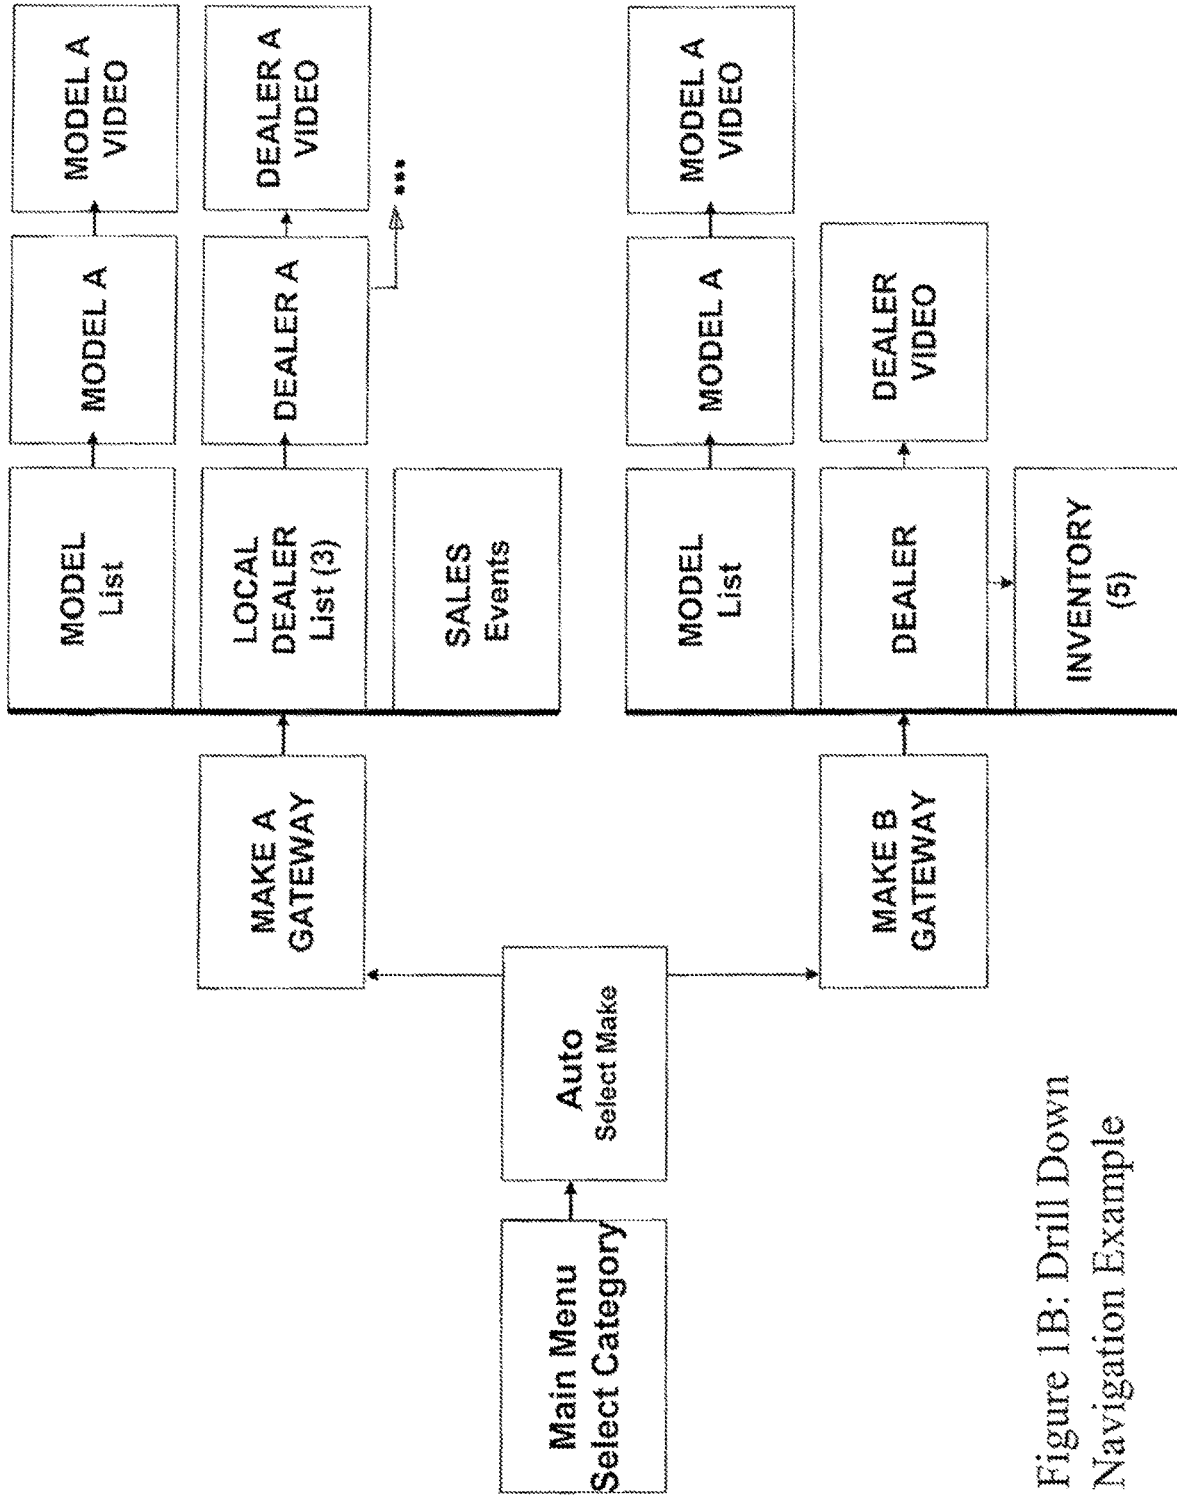 Main Menu
Select Category
Auto
Select Make
MAKE A
GATEWAY
MODEL
List
MODEL A
MODEL A
VIDEO
LOCAL
DEALER
List (3)
DEALER A
DEALER A
VIDEO
...
SALES
Events
MAKE B
GATEWAY
MODEL
List
MODEL A
MODEL A
VIDEO
DEALER
DEALER
VIDEO
INVENTORY
(5)
Figure 1B: Drill Down
Navigation Example